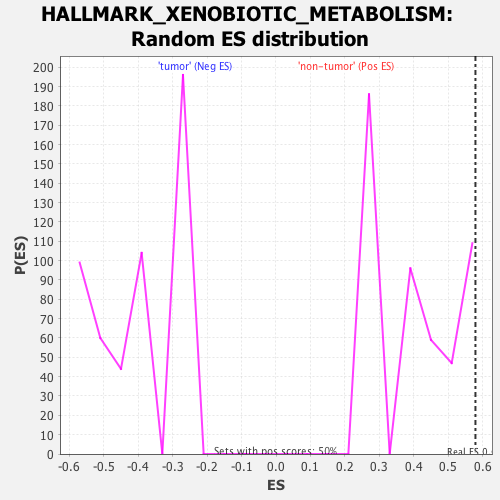 HALLMARK_XENOBIOTIC_METABOLISM:
Random ES distribution
'tumor' (Neg ES)
'non-tumor' (Pos ES)
P(ES)
200
190
180
170
160
150
140
130
120
110
100
90
80
70
60
50
40
30
20
10
0
Sets with pos scores: 50%
Real ES 0
-0.6 -0.5 -0.4 -0.3 -0.2 -0.1 0.0 0.1 0.2 0.3 0.4 0.5 0.6
ES